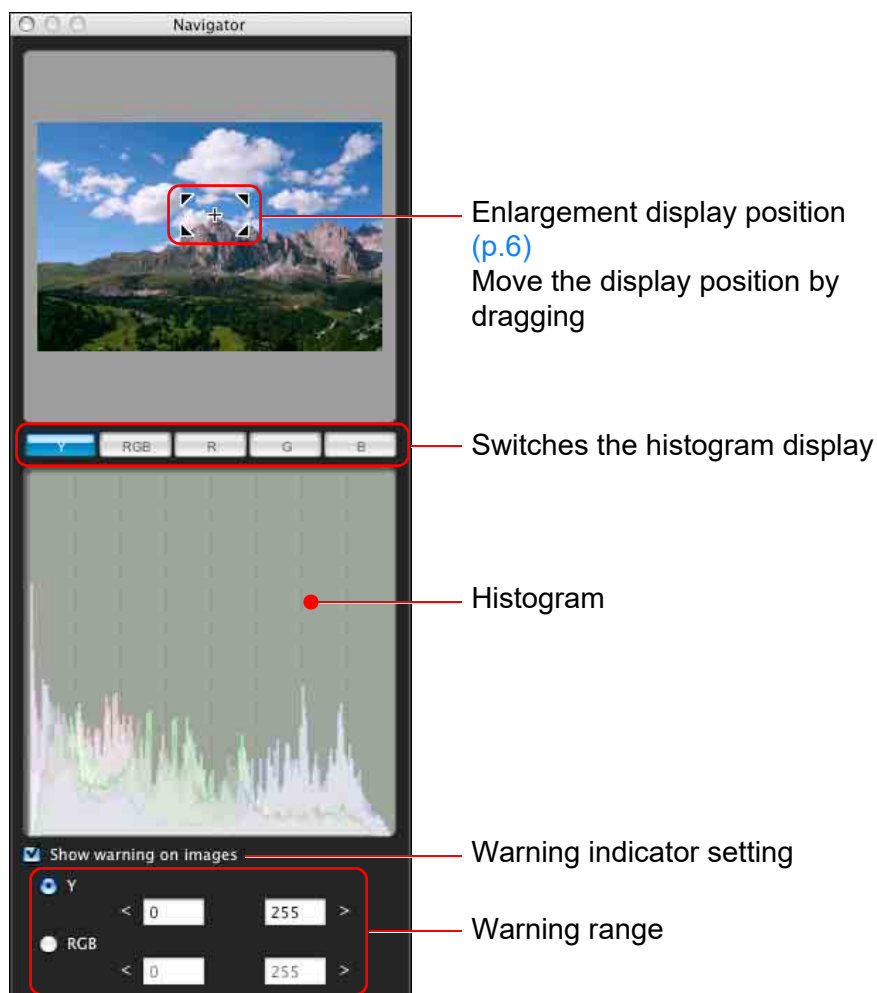 Navigator
Enlargement display position
(p.6)
Move the display position by
dragging
Y RGB R G B
Switches the histogram display
Histogram
Show warning on images
Warning indicator setting
Y
< 0 255 >
Warning range
RGB
< 0 255 >